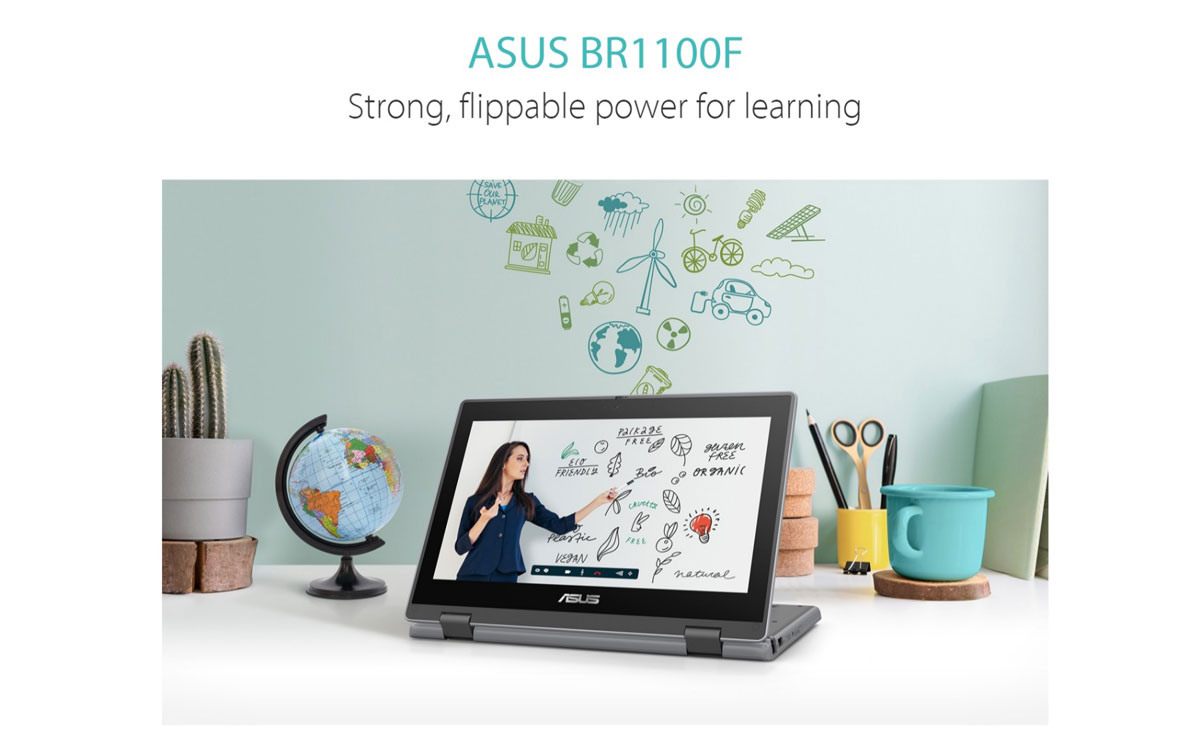 ASUS BR1100F
Strong, flippable power for learning
SAVE
OUR
PLANET
PACKAGE
FREE
ECO
FRIENDLY
GLUTEN
FREE
BIO
ORGANIC
CRUELTY
FREE
Plastic
VEGAN
natural
ASUS